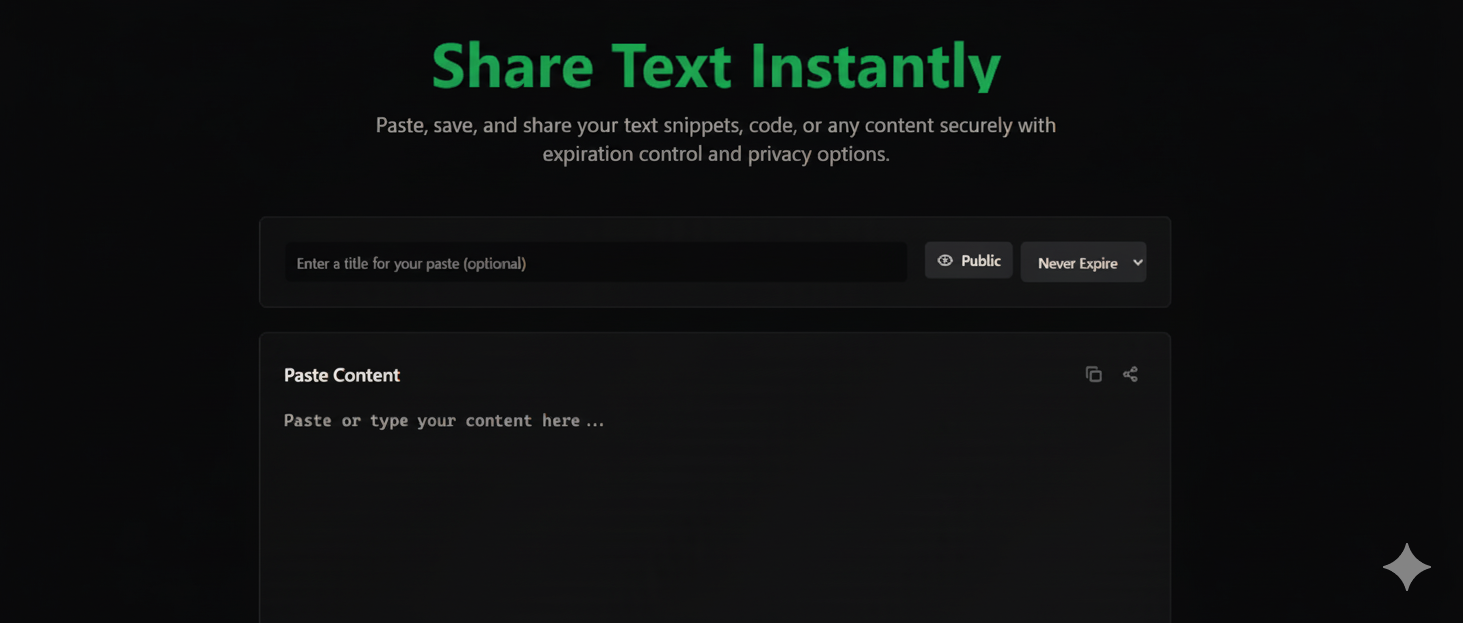 Share Text Instantly
Paste, save, and share your text snippets, code, or any content securely with
expiration control and privacy options.
Enter a title for your paste (optional)
Public
Never Expire
Paste Content
Paste or type your content here...